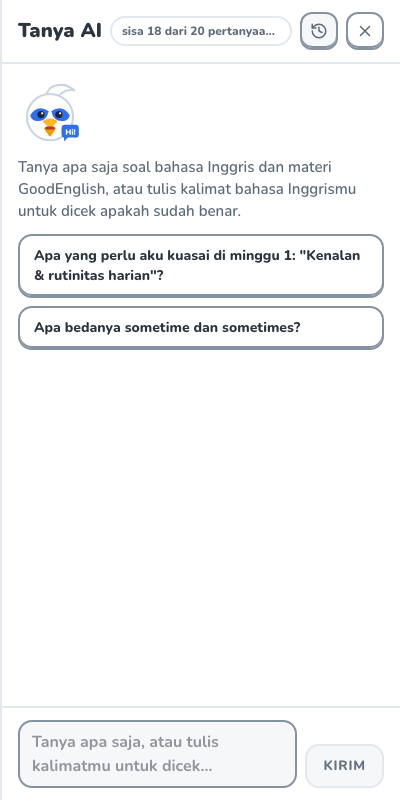 Tanya AI
sisa 18 dari 20 pertanyaa...
Hi!
Tanya apa saja soal bahasa Inggris dan materi
GoodEnglish, atau tulis kalimat bahasa Inggrismu
untuk dicek apakah sudah benar.
Apa yang perlu aku kuasai di minggu 1: "Kenalan
& rutinitas harian"?
Apa bedanya sometime dan sometimes?
Tanya apa saja, atau tulis
kalimatmu untuk dicek...
KIRIM